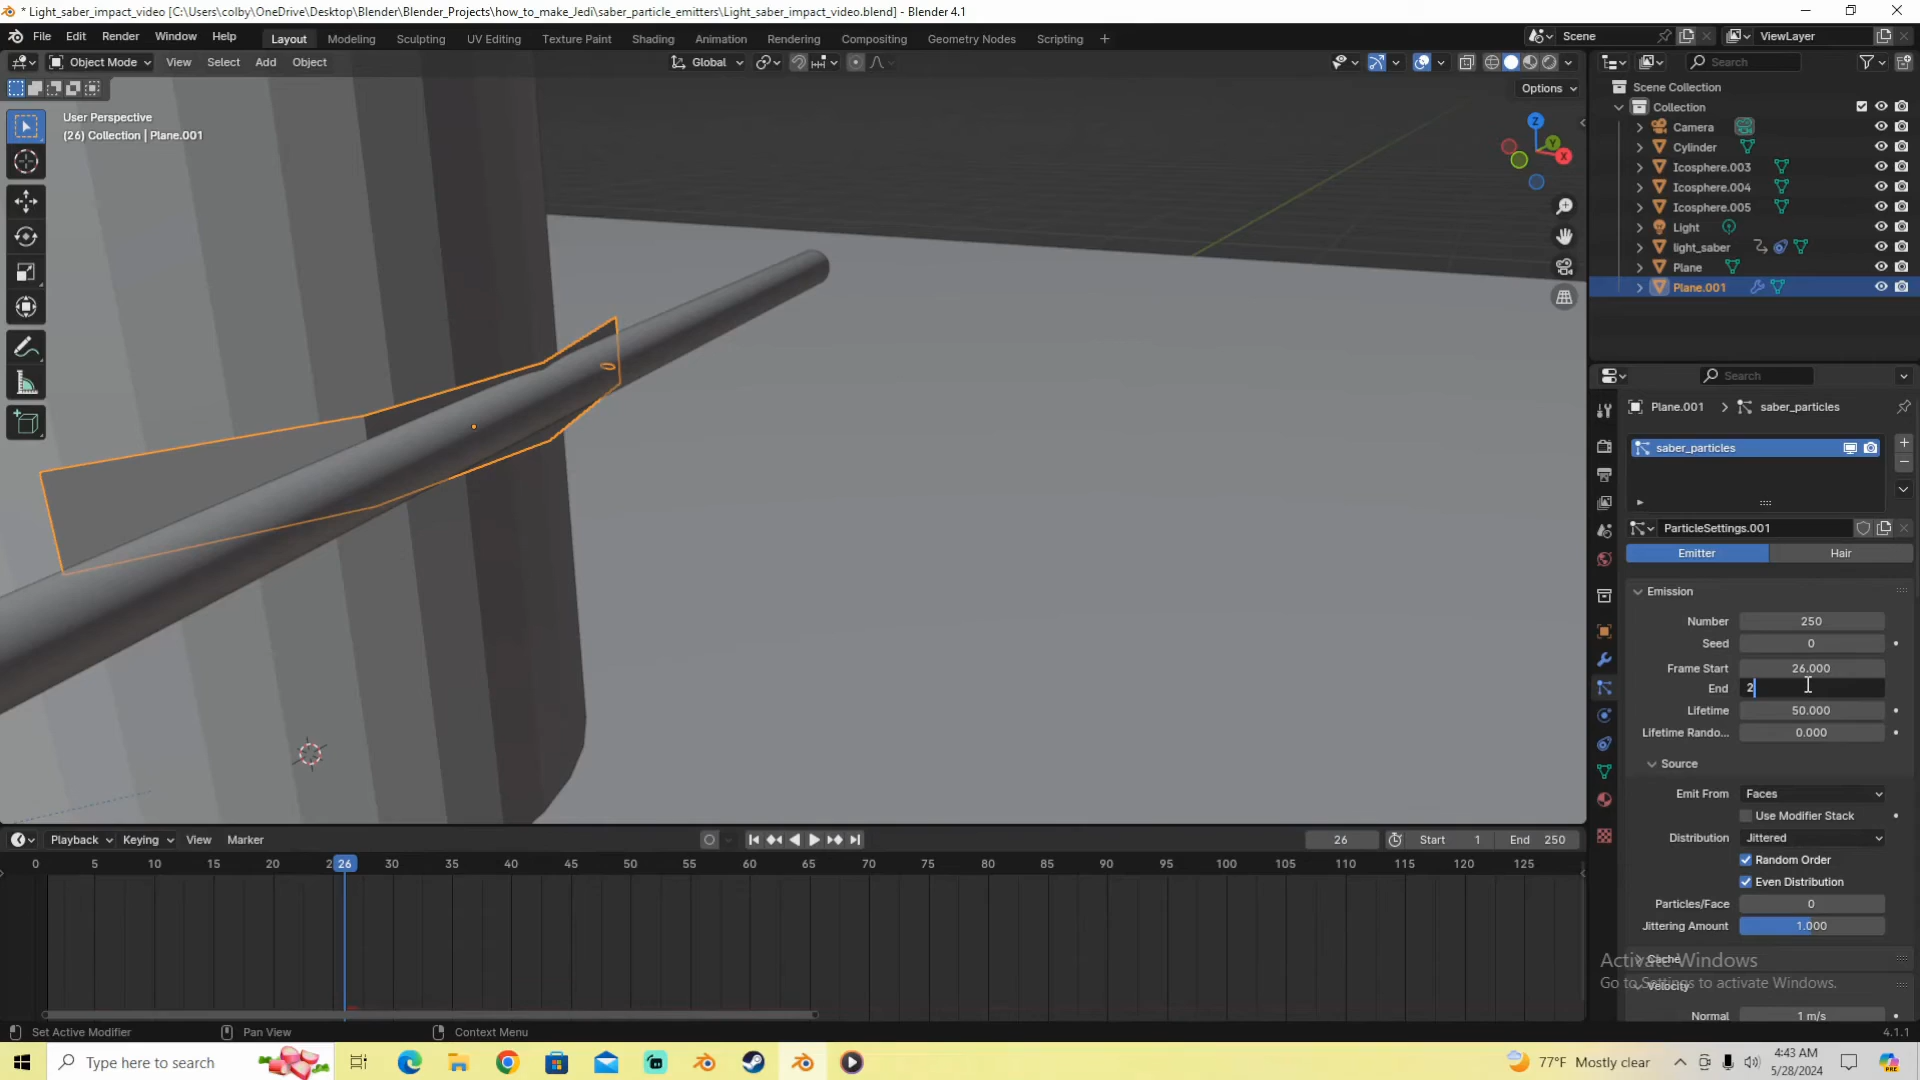 * Light_saber_impact_video [C:\Users\colby\OneDrive\Desktop\Blender\Blender_Projects\how_to_make_Jedi\saber_particle_emitters\Light_saber_impact_video.blend] - Blender 4.1
File Edit Render Window Help Layout Modeling Sculpting UV Editing Texture Paint Shading Animation Rendering Compositing Geometry Nodes Scripting + Scene ViewLayer
Object Mode View Select Add Object Global Search
Options
User Perspective
(26) Collection | Plane.001
Z
Y
X
Scene Collection
Collection
Camera
Cylinder
Icosphere.003
Icosphere.004
Icosphere.005
Light
light_saber
Plane
Plane.001
Search
Plane.001 > saber_particles
saber_particles
ParticleSettings.001
Emitter Hair
Emission
Number 250
Seed 0
Frame Start 26.000
End 2
Lifetime 50.000
Lifetime Rando... 0.000
Source
Emit From Faces
Use Modifier Stack
Distribution Jittered
Random Order
Even Distribution
Particles/Face 0
Jittering Amount 1.000
Cache
Velocity
Normal 1 m/s
Activate Windows
Go to Settings to activate Windows.
Playback Keying View Marker 26 Start 1 End 250
0 5 10 15 20 2 26 30 35 40 45 50 55 60 65 70 75 80 85 90 95 100 105 110 115 120 125
Set Active Modifier Pan View Context Menu 4.1.1
Type here to search 77°F Mostly clear 4:43 AM
5/28/2024
PRE